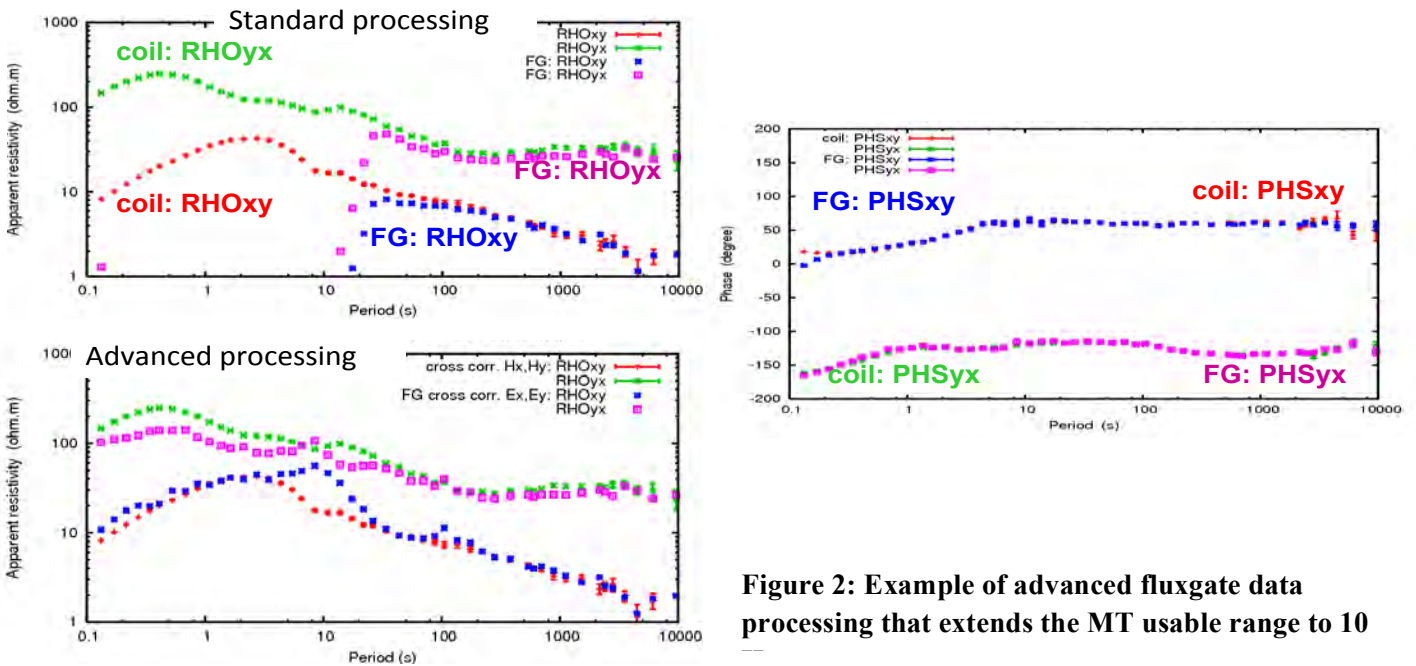 Standard processing
1000
100
10
1
0.1
1
10
100
1000
10000
Apparent resistivity (ohm.m)
Period (s)
RHOxy
RHOyx
FG: RHOxy
FG: RHOyx
coil: RHOyx
coil: RHOxy
FG: RHOyx
FG: RHOxy
Advanced processing
100
10
1
0.1
1
10
100
1000
10000
Apparent resistivity (ohm.m)
Period (s)
cross corr. Hx,Hy: RHOxy
RHOyx
FG cross corr. Ex,Ey: RHOxy
RHOyx
200
150
100
50
0
-50
-100
-150
-200
0.1
1
10
100
1000
10000
Phase (degree)
Period (s)
coil: PHSxy
PHSyx
FG: PHSxy
PHSyx
FG: PHSxy
coil: PHSxy
coil: PHSyx
FG: PHSyx
Figure 2: Example of advanced fluxgate data
processing that extends the MT usable range to 10